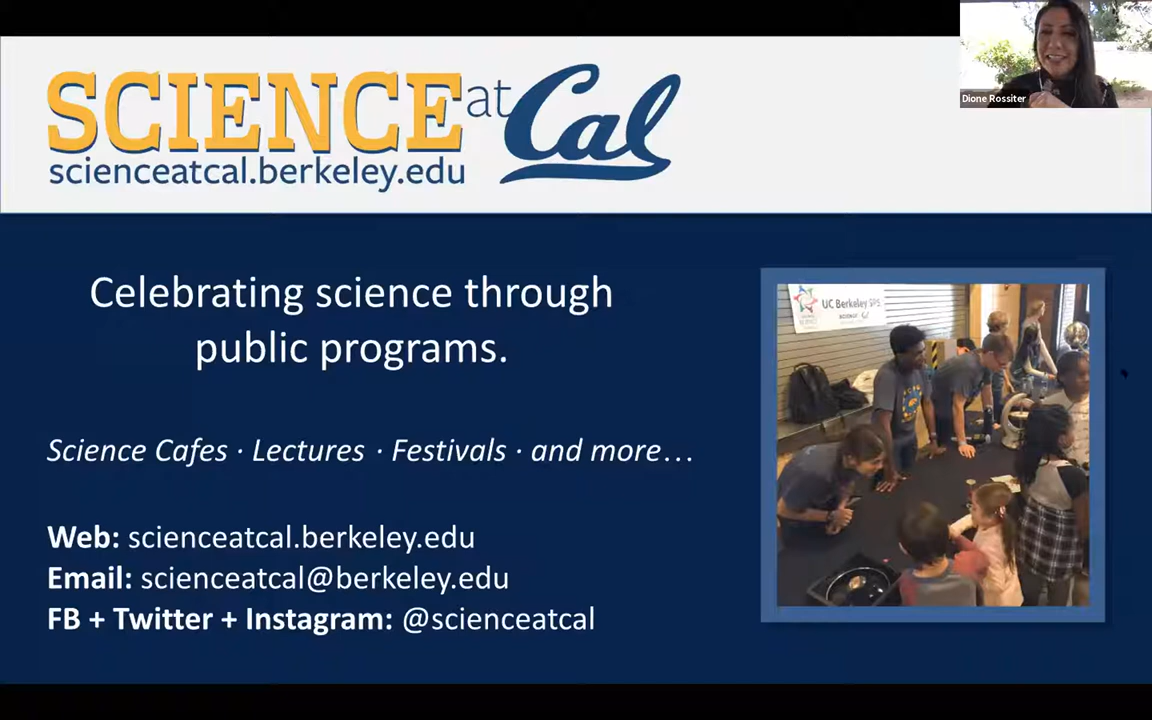 SCIENCE at Cal
scienceatcal.berkeley.edu
Dione Rossiter
Celebrating science through
public programs.
UC Berkeley SPS
Science Cafes · Lectures · Festivals · and more...
Web: scienceatcal.berkeley.edu
Email: scienceatcal@berkeley.edu
FB + Twitter + Instagram: @scienceatcal